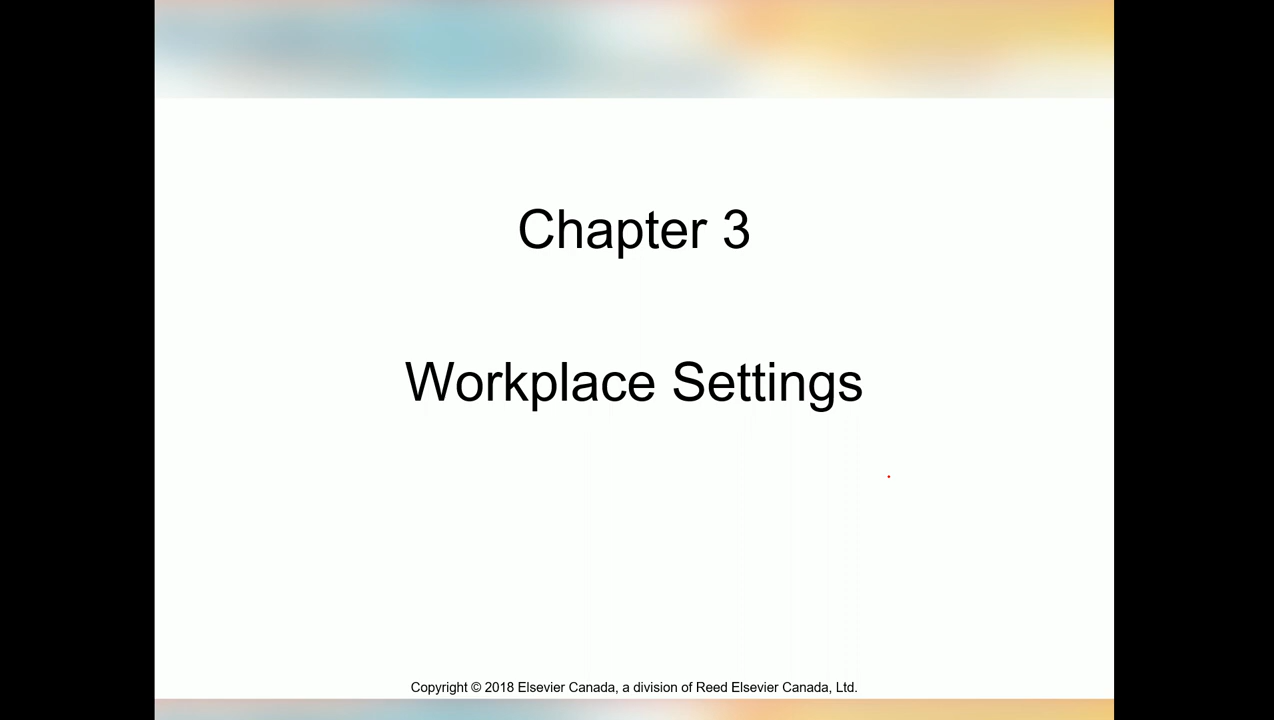 Chapter 3
Workplace Settings
Copyright © 2018 Elsevier Canada, a division of Reed Elsevier Canada, Ltd.